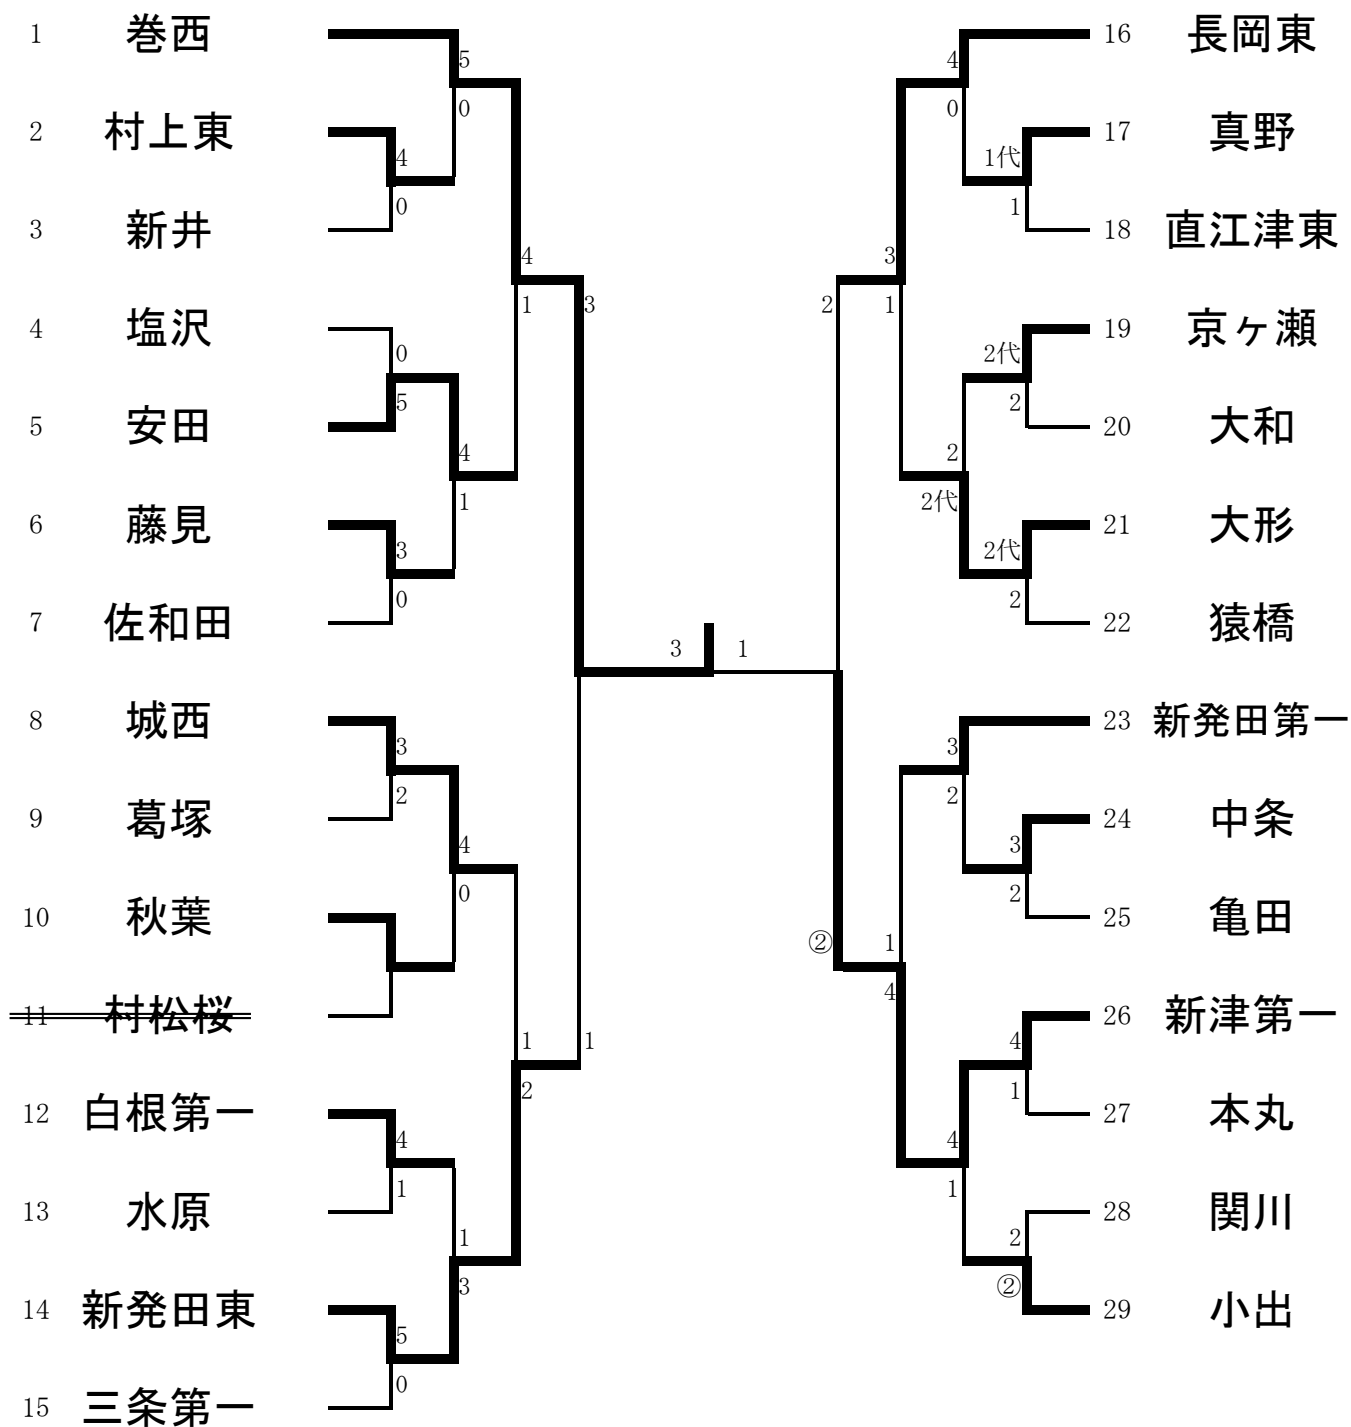 1 巻西
5
0
2 村上東
4
0
3 新井
4
1
4 塩沢
0
5
5 安田
4
1
6 藤見
3
0
7 佐和田
3
1
8 城西
3
2
9 葛塚
4
0
10 秋葉
11 村松桜
1
2
12 白根第一
4
1
13 水原
1
3
14 新発田東
5
0
15 三条第一
3 1
16 長岡東
4
0
17 真野
1代
1
18 直江津東
3
1
2
19 京ヶ瀬
2代
2
20 大和
2
2代
21 大形
2代
2
22 猿橋
23 新発田第一
3
2
24 中条
3
2
25 亀田
②
1
4
26 新津第一
4
1
27 本丸
4
1
28 関川
2
②
29 小出